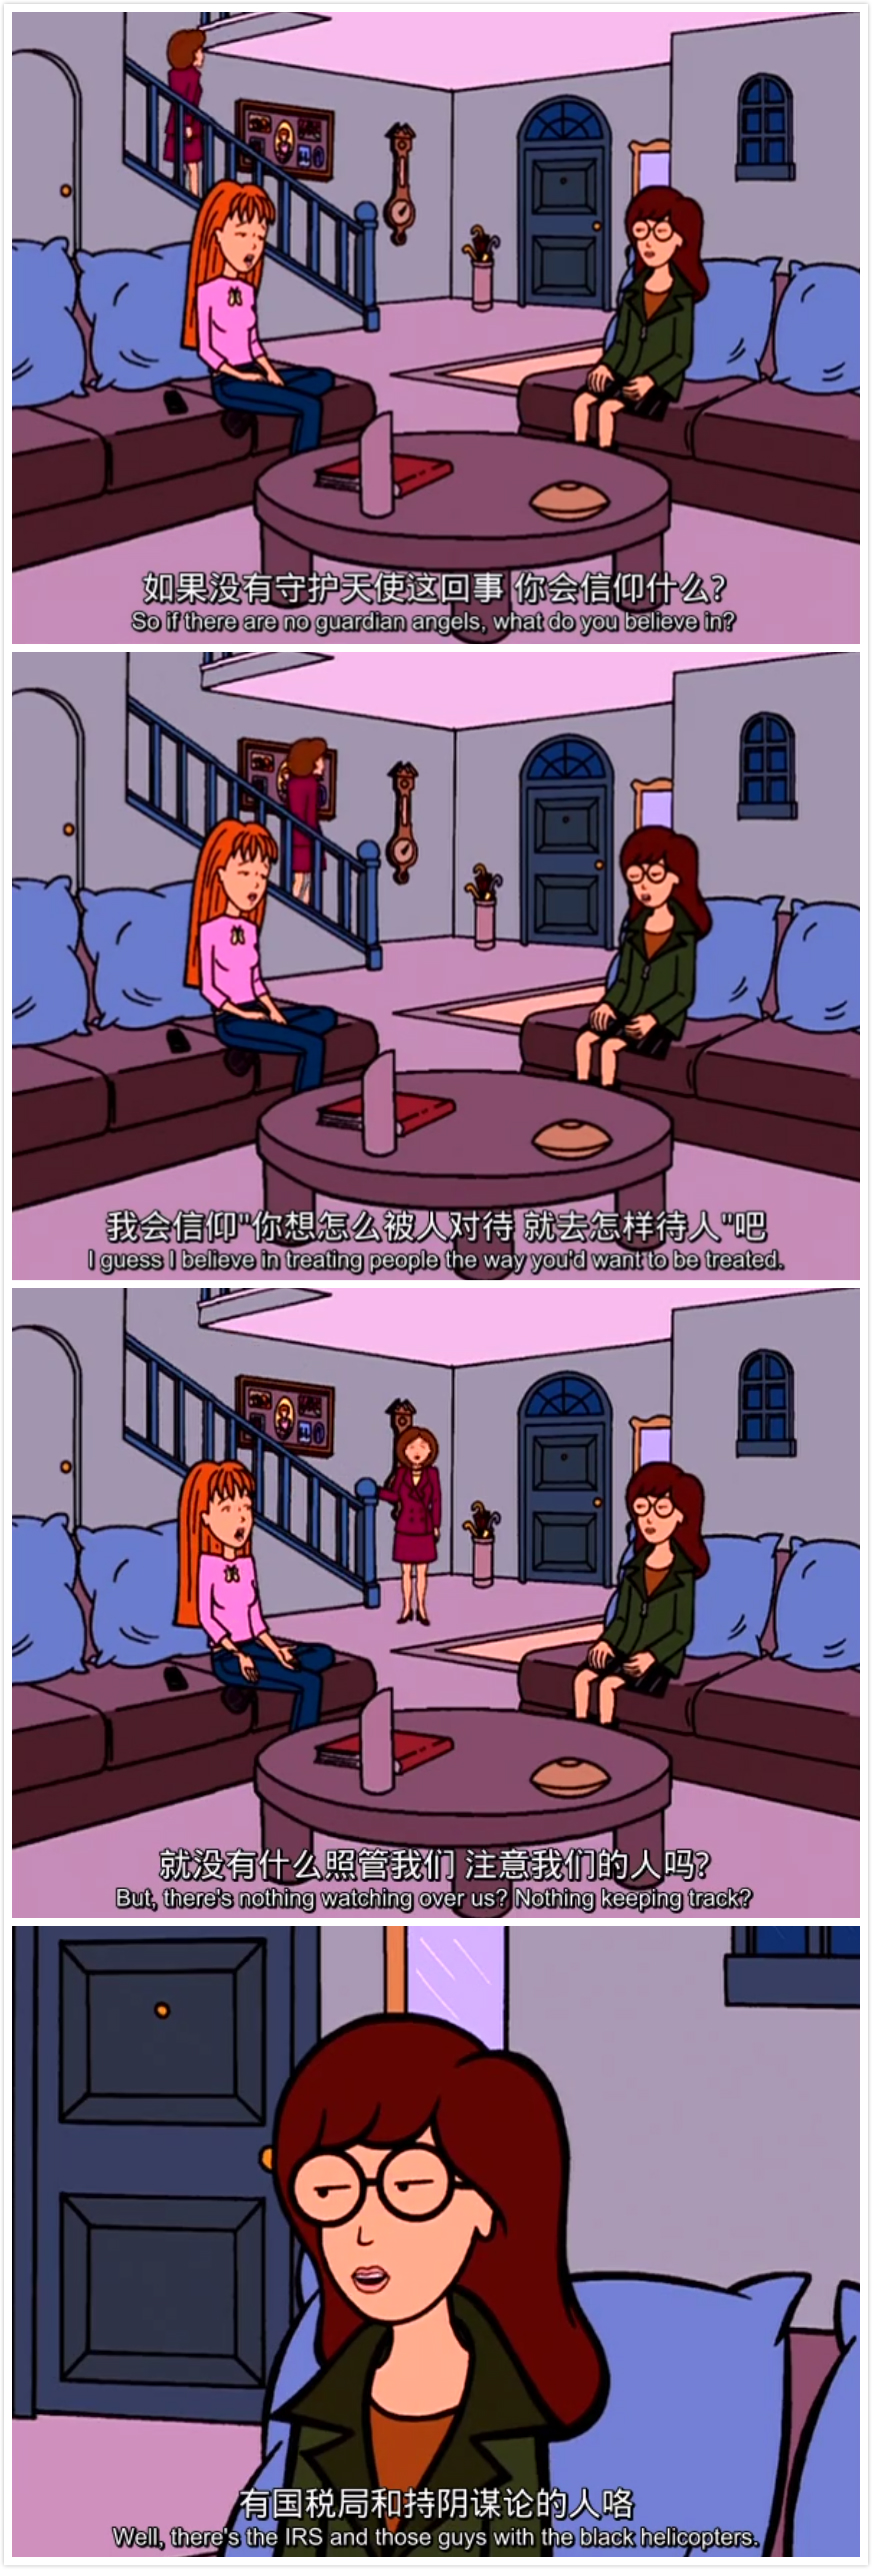 如果没有守护天使这回事 你会信仰什么?
So if there are no guardian angels, what do you believe in?
我会信仰"你想怎么被人对待 就去怎样待人"吧
I guess I believe in treating people the way you'd want to be treated.
就没有什么照管我们 注意我们的人吗?
But, there's nothing watching over us? Nothing keeping track?
有国税局和持阴谋论的人咯
Well, there's the IRS and those guys with the black helicopters.